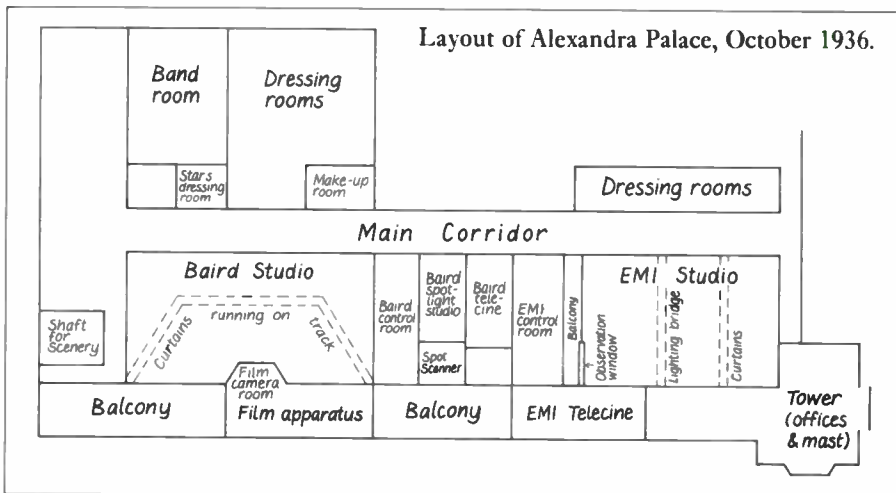 Layout of Alexandra Palace, October 1936.
Band
room
Dressing
rooms
Stars
dressing
room
Make-up
room
Dressing rooms
Main Corridor
Baird Studio
Curtains
running on
track
Shaft
for
Scenery
Film
camera
room
Baird control
room
Baird
spot-
light
studio
Spot
Scanner
Baird
tele-
cine
EMI control
room
Balcony
Observation
window
EMI Studio
Lighting bridge
Curtains
Balcony
Film apparatus
Balcony
EMI Telecine
Tower
(offices
& mast)